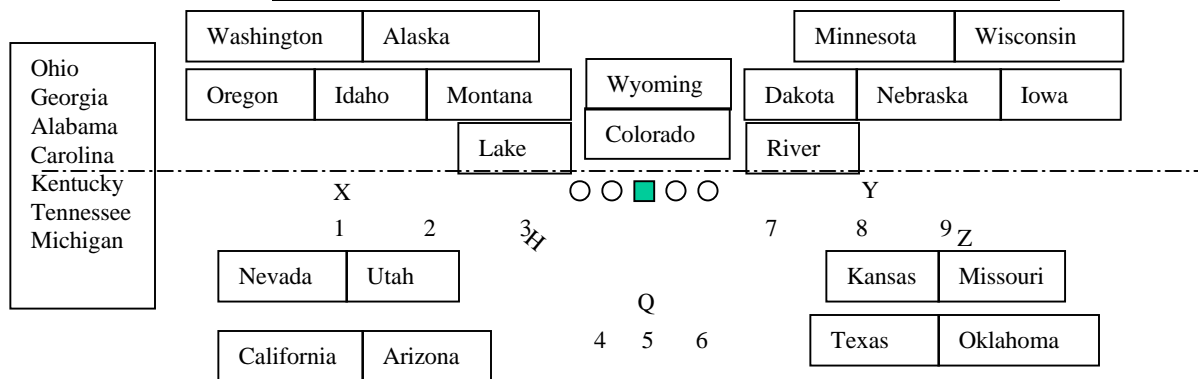 Washington Alaska Minnesota Wisconsin
Ohio
Georgia
Alabama
Carolina
Kentucky
Tennessee
Michigan
Oregon Idaho Montana Wyoming Dakota Nebraska Iowa
Lake Colorado River
X Y
1 2 3 H 7 8 9 Z
Nevada Utah Kansas Missouri
Q
4 5 6
California Arizona Texas Oklahoma